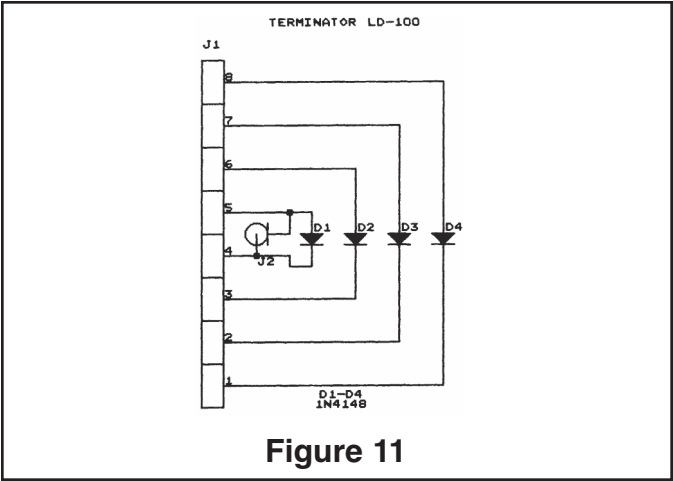 TERMINATOR LD-100
J1
8
7
6
5
D1 D2 D3 D4
4
J2
3
2
1
D1-D4
1N4148
Figure 11